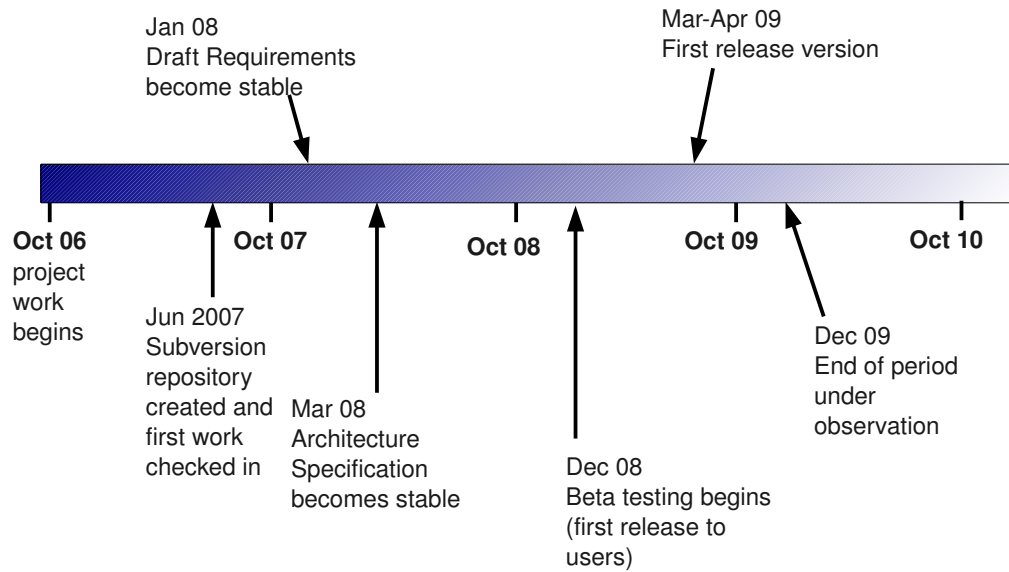 Jan 08
Draft Requirements
become stable
Mar-Apr 09
First release version
Oct 06
project
work
begins
Oct 07
Oct 08
Oct 09
Oct 10
Jun 2007
Subversion
repository
created and
first work
checked in
Mar 08
Architecture
Specification
becomes stable
Dec 08
Beta testing begins
(first release to
users)
Dec 09
End of period
under
observation